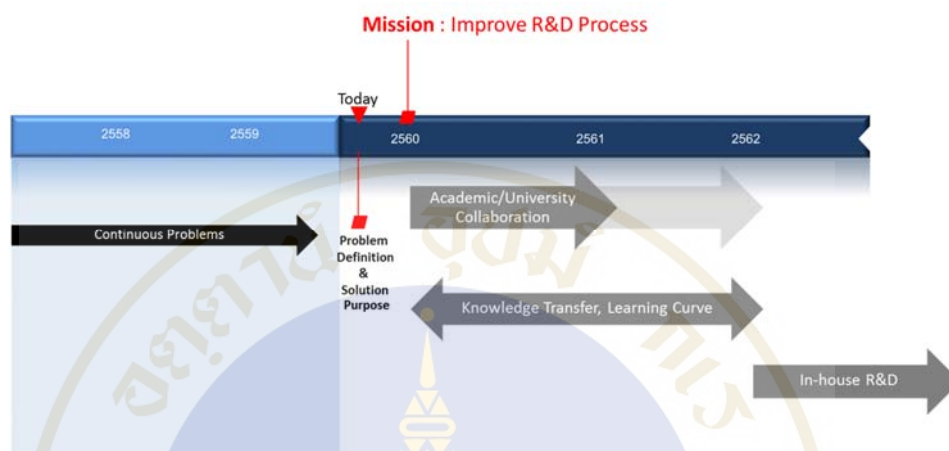 Mission : Improve R&D Process
Today
2558
2559
2560
2561
2562
Academic/University
Collaboration
Continuous Problems
Problem
Definition
&
Solution
Purpose
Knowledge Transfer, Learning Curve
In-house R&D